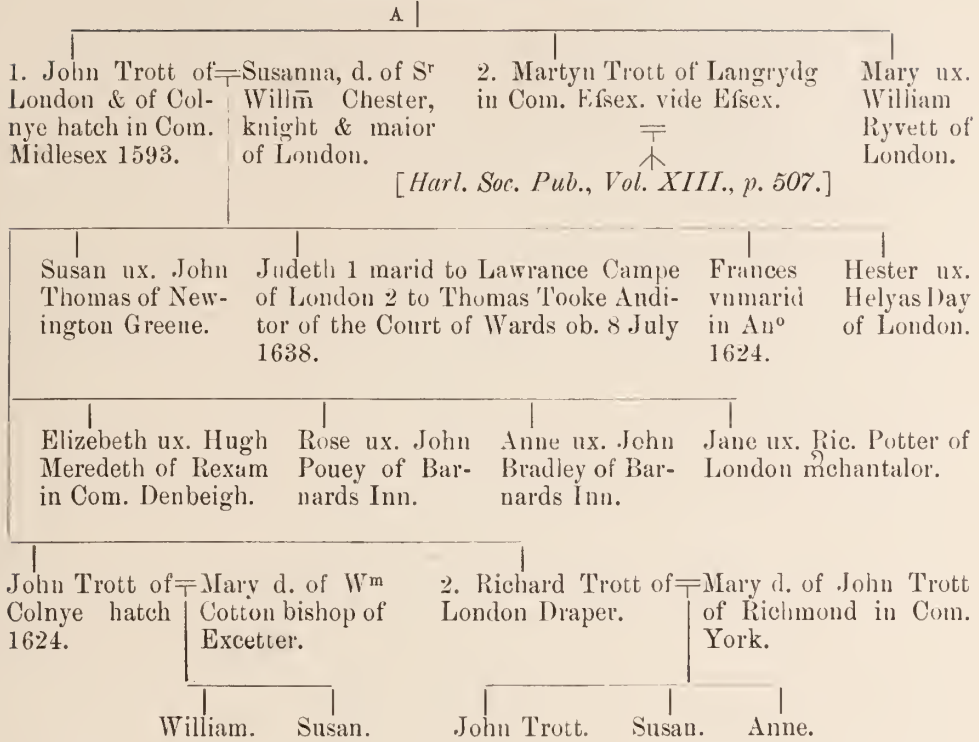 A
1. John Trott of
London & of Col-
nye hatch in Com.
Midlesex 1593.
Susanna, d. of Sʳ
Willm̄ Chester,
knight & maior
of London.
2. Martyn Trott of Langrydg
in Com. Eſsex. vide Eſsex.
[Harl. Soc. Pub., Vol. XIII., p. 507.]
Mary ux.
William
Ryvett of
London.
Susan ux. John
Thomas of New-
ington Greene.
Judeth 1 marid to Lawrance Campe
of London 2 to Thomas Tooke Audi-
tor of the Court of Wards ob. 8 July
1638.
Frances
vnmarid
in Anº
1624.
Hester ux.
Helyas Day
of London.
Elizebeth ux. Hugh
Meredeth of Rexam
in Com. Denbeigh.
Rose ux. John
Pouey of Bar-
nards Inn.
Anne ux. John
Bradley of Bar-
nards Inn.
Jane ux. Ric. Potter of
London m̃chantalor.
John Trott of
Colnye hatch
1624.
Mary d. of Wᵐ
Cotton bishop of
Excetter.
2. Richard Trott of
London Draper.
Mary d. of John Trott
of Richmond in Com.
York.
William.
Susan.
John Trott.
Susan.
Anne.